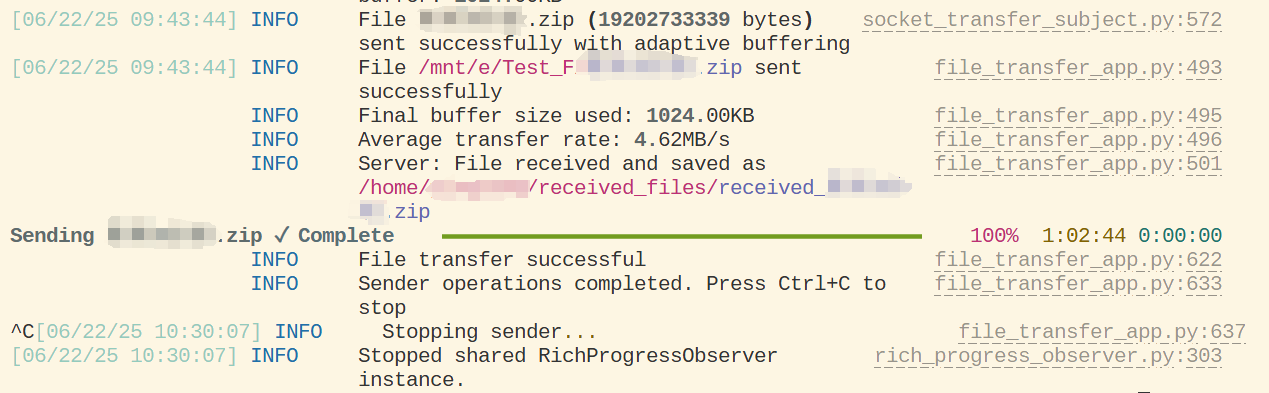 buffer: 1024.00KB
[06/22/25 09:43:44] INFO File .zip (19202733339 bytes) socket_transfer_subject.py:572
sent successfully with adaptive buffering
[06/22/25 09:43:44] INFO File /mnt/e/Test_F .zip sent file_transfer_app.py:493
successfully
INFO Final buffer size used: 1024.00KB file_transfer_app.py:495
INFO Average transfer rate: 4.62MB/s file_transfer_app.py:496
INFO Server: File received and saved as file_transfer_app.py:501
/home/ /received_files/received_
.zip
Sending .zip ✓ Complete 100% 1:02:44 0:00:00
INFO File transfer successful file_transfer_app.py:622
INFO Sender operations completed. Press Ctrl+C to file_transfer_app.py:633
stop
^C[06/22/25 10:30:07] INFO Stopping sender... file_transfer_app.py:637
[06/22/25 10:30:07] INFO Stopped shared RichProgressObserver rich_progress_observer.py:303
instance.